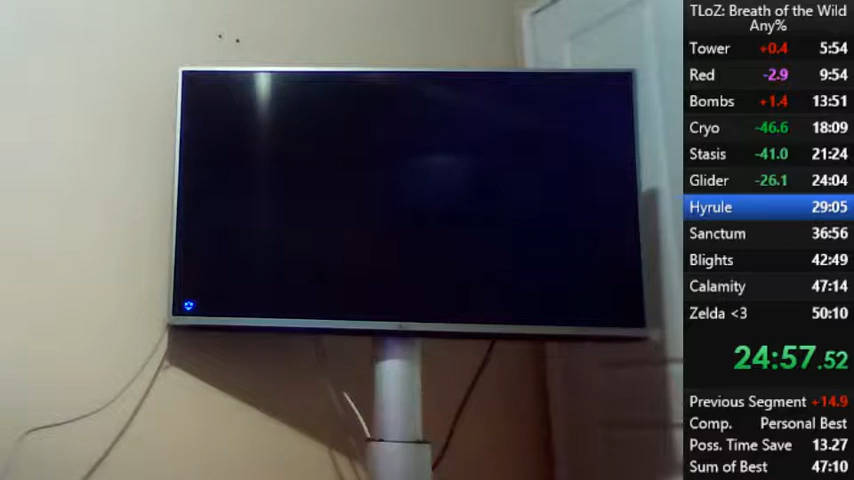 TLoZ: Breath of the Wild
Any%
Tower +0.4 5:54
Red -2.9 9:54
Bombs +1.4 13:51
Cryo -46.6 18:09
Stasis -41.0 21:24
Glider -26.1 24:04
Hyrule 29:05
Sanctum 36:56
Blights 42:49
Calamity 47:14
Zelda <3 50:10
24:57.52
Previous Segment +14.9
Comp. Personal Best
Poss. Time Save 13.27
Sum of Best 47:10